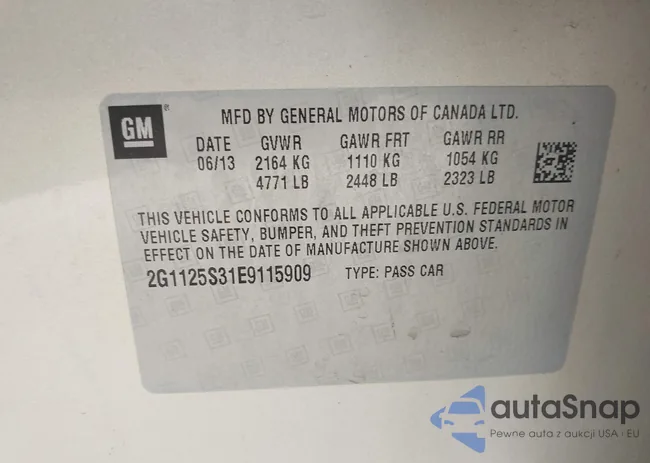 GM
MFD BY GENERAL MOTORS OF CANADA LTD.
DATE GVWR GAWR FRT GAWR RR
06/13 2164 KG 1110 KG 1054 KG
4771 LB 2448 LB 2323 LB
THIS VEHICLE CONFORMS TO ALL APPLICABLE U.S. FEDERAL MOTOR
VEHICLE SAFETY, BUMPER, AND THEFT PREVENTION STANDARDS IN
EFFECT ON THE DATE OF MANUFACTURE SHOWN ABOVE.
2G1125S31E9115909 TYPE: PASS CAR
autaSnap
Pewne auta z aukcji USA i EU